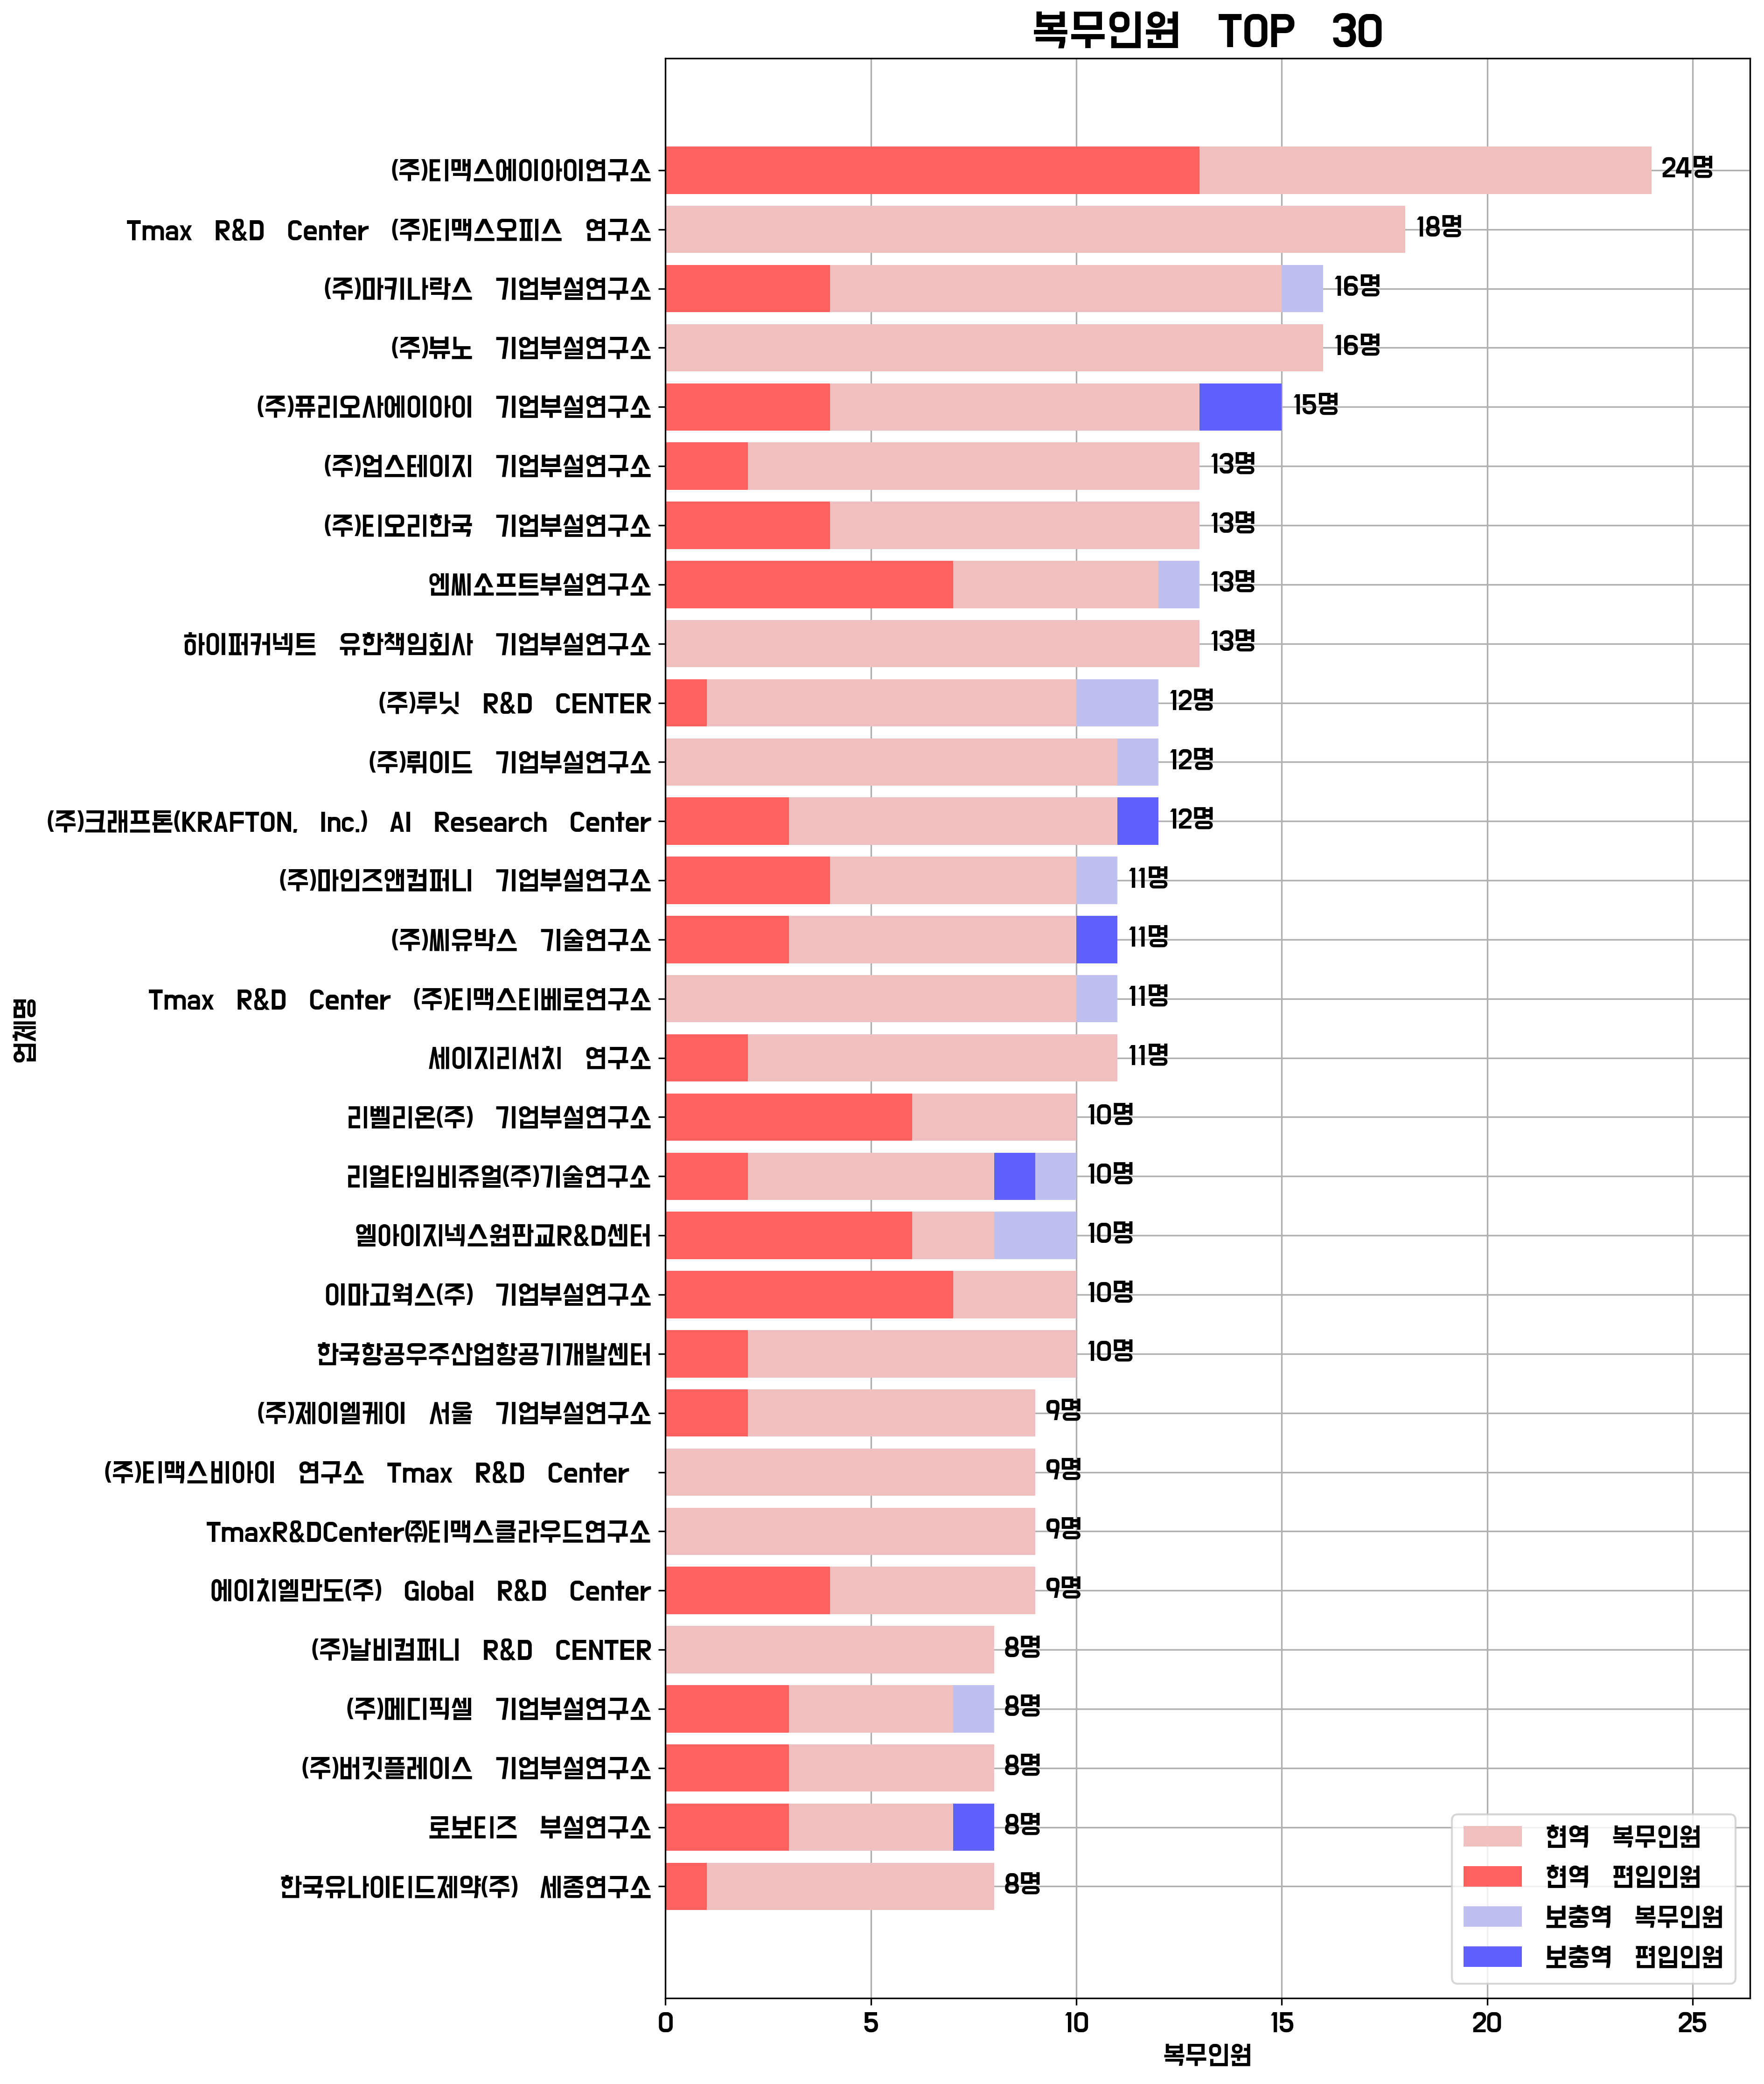 복무인원 TOP 30
(주)티맥스에이아이연구소
24명
Tmax R&D Center (주)티맥스오피스 연구소
18명
(주)마키나락스 기업부설연구소
16명
(주)뷰노 기업부설연구소
16명
(주)퓨리오사에이아이 기업부설연구소
15명
(주)업스테이지 기업부설연구소
13명
(주)티오리한국 기업부설연구소
13명
엔씨소프트부설연구소
13명
하이퍼커넥트 유한책임회사 기업부설연구소
13명
(주)루닛 R&D CENTER
12명
(주)뤼이드 기업부설연구소
12명
(주)크래프톤(KRAFTON, Inc.) AI Research Center
12명
(주)마인즈앤컴퍼니 기업부설연구소
11명
(주)씨유박스 기술연구소
11명
Tmax R&D Center (주)티맥스티베로연구소
11명
세이지리서치 연구소
11명
리벨리온(주) 기업부설연구소
10명
리얼타임비쥬얼(주)기술연구소
10명
엘아이지넥스원판교R&D센터
10명
이마고웍스(주) 기업부설연구소
10명
한국항공우주산업항공기개발센터
10명
(주)제이엘케이 서울 기업부설연구소
9명
(주)티맥스비아이 연구소 Tmax R&D Center
9명
TmaxR&DCenter㈜티맥스클라우드연구소
9명
에이치엘만도(주) Global R&D Center
9명
(주)날비컴퍼니 R&D CENTER
8명
(주)메디픽셀 기업부설연구소
8명
(주)버킷플레이스 기업부설연구소
8명
로보티즈 부설연구소
8명
한국유나이티드제약(주) 세종연구소
8명
업체명
현역 복무인원
현역 편입인원
보충역 복무인원
보충역 편입인원
0 5 10 15 20 25
복무인원